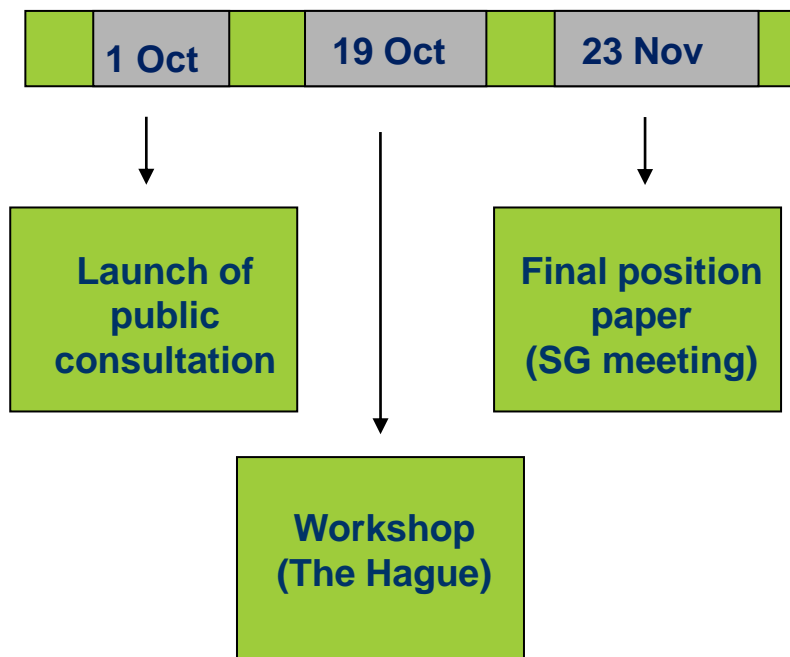 1 Oct
19 Oct
23 Nov
Launch of
public
consultation
Final position
paper
(SG meeting)
Workshop
(The Hague)